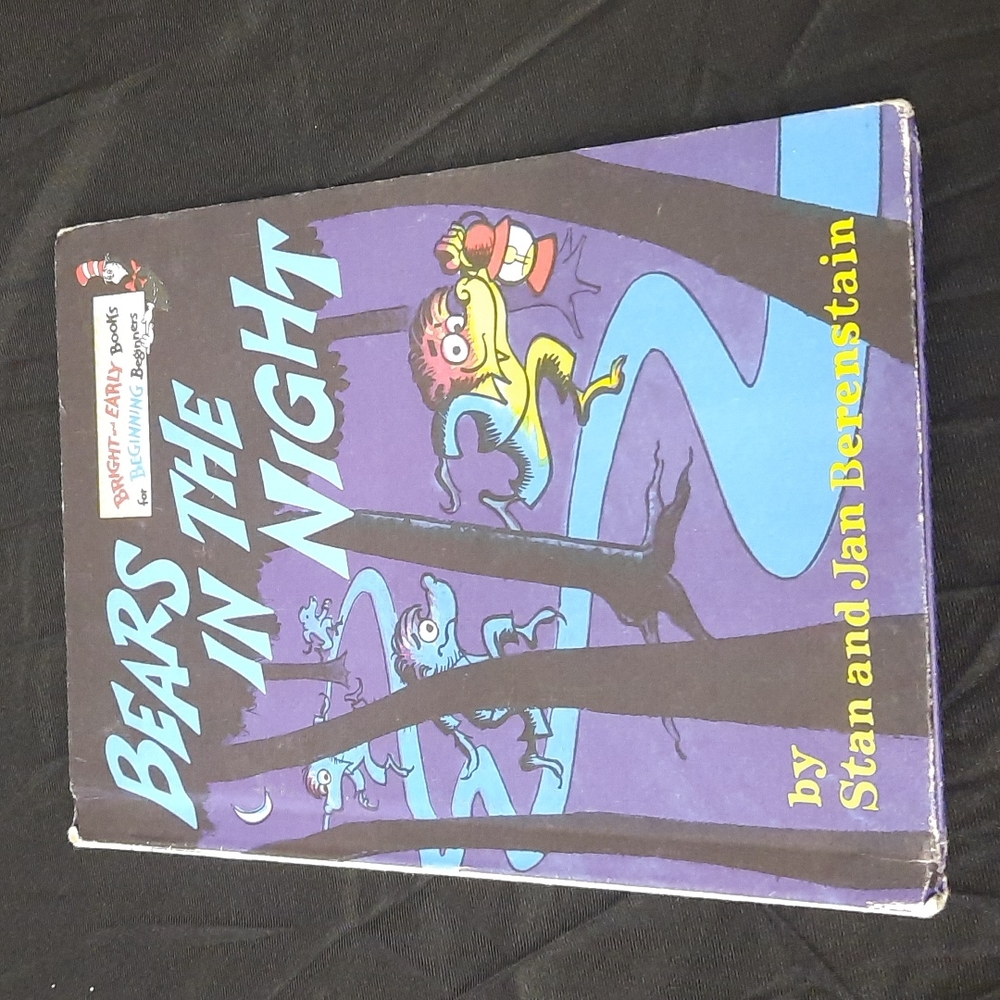 BRIGHT and EARLY BOOKS
for BEGINNING Beginners
BEARS
IN THE
NIGHT
by
Stan and Jan Berenstain